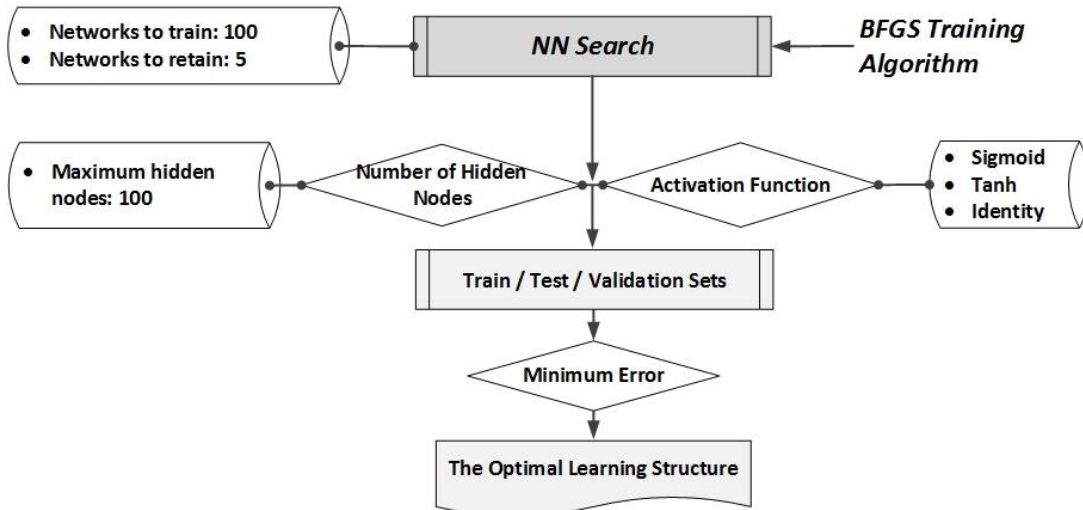 • Networks to train: 100
• Networks to retain: 5
NN Search
BFGS Training
Algorithm
• Maximum hidden
nodes: 100
Number of Hidden
Nodes
Activation Function
• Sigmoid
• Tanh
• Identity
Train / Test / Validation Sets
Minimum Error
The Optimal Learning Structure